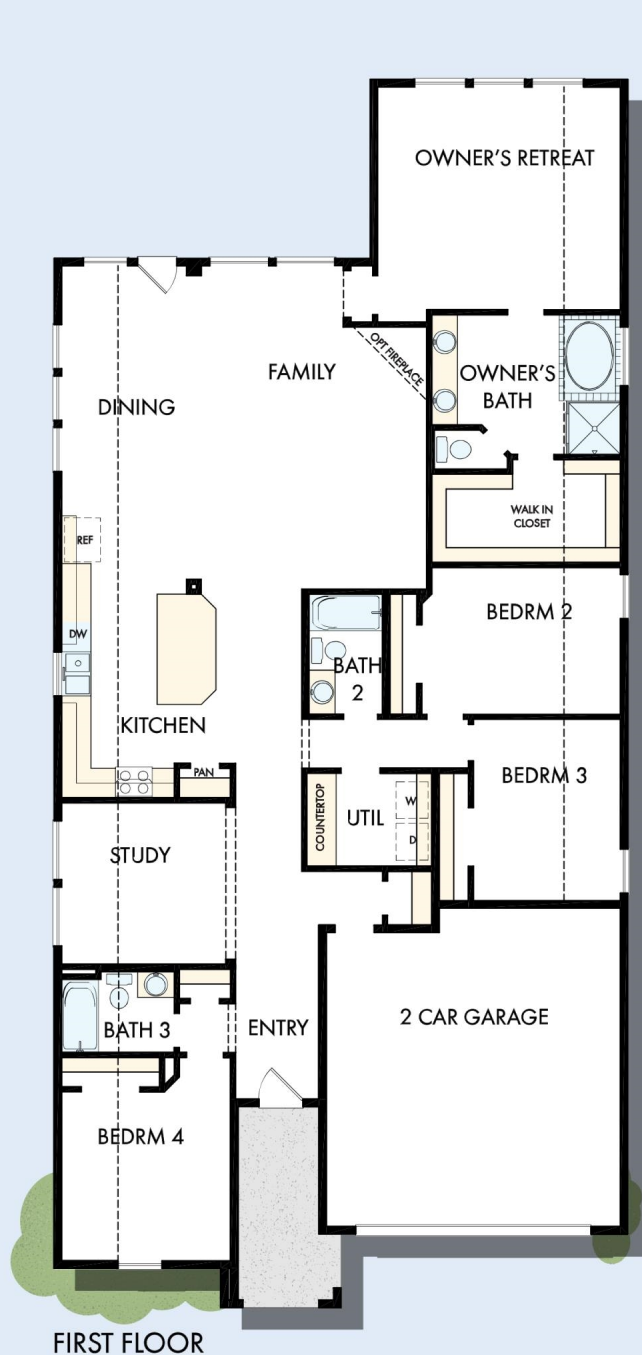 OWNER'S RETREAT
OPT FIREPLACE
FAMILY
OWNER'S
BATH
DINING
WALK IN
CLOSET
REF
BEDRM 2
DW
BATH
2
KITCHEN
PAN
BEDRM 3
COUNTERTOP
UTIL
W
D
STUDY
2 CAR GARAGE
BATH 3
ENTRY
BEDRM 4
FIRST FLOOR